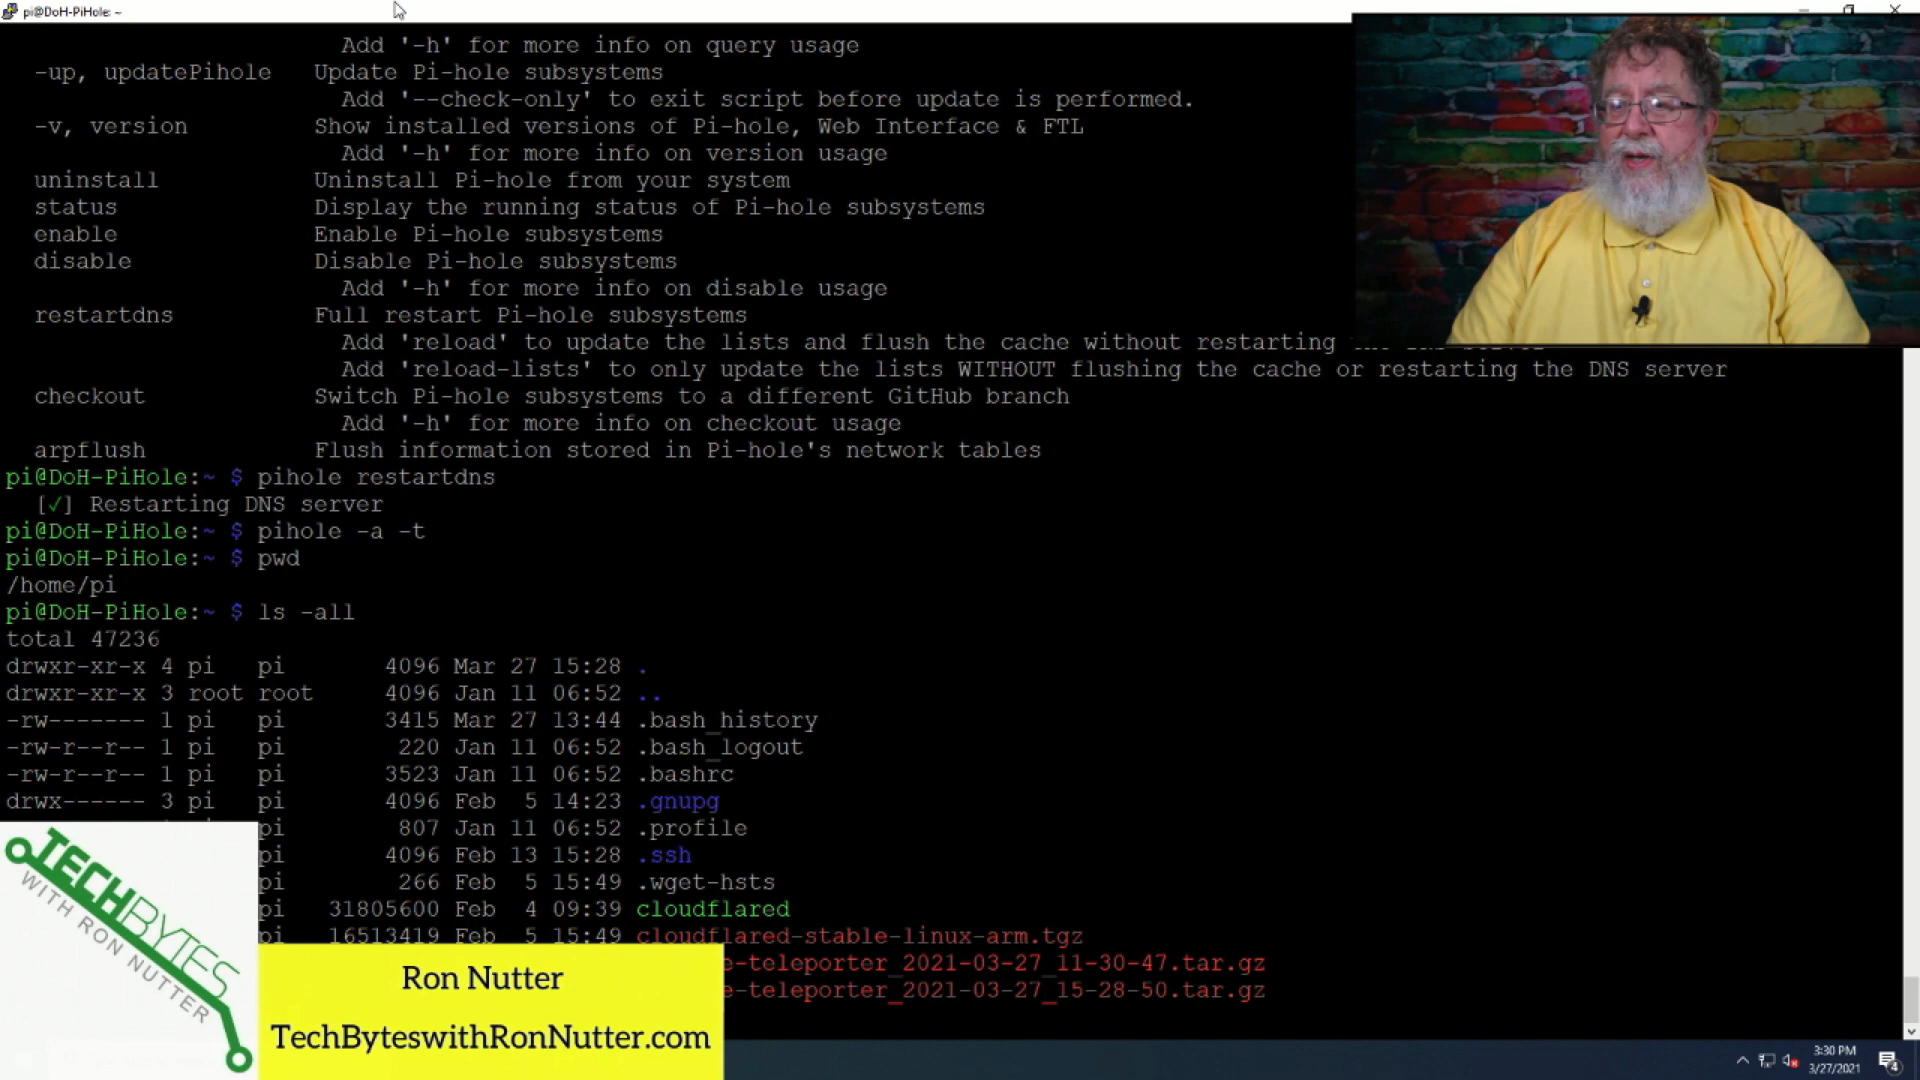 pi@DoH-PiHole: ~
Add '-h' for more info on query usage
-up, updatePihole Update Pi-hole subsystems
Add '--check-only' to exit script before update is performed.
-v, version Show installed versions of Pi-hole, Web Interface & FTL
Add '-h' for more info on version usage
uninstall Uninstall Pi-hole from your system
status Display the running status of Pi-hole subsystems
enable Enable Pi-hole subsystems
disable Disable Pi-hole subsystems
Add '-h' for more info on disable usage
restartdns Full restart Pi-hole subsystems
Add 'reload' to update the lists and flush the cache without restarting
Add 'reload-lists' to only update the lists WITHOUT flushing the cache or restarting the DNS server
checkout Switch Pi-hole subsystems to a different GitHub branch
Add '-h' for more info on checkout usage
arpflush Flush information stored in Pi-hole's network tables
pi@DoH-PiHole:~ $ pihole restartdns
[✓] Restarting DNS server
pi@DoH-PiHole:~ $ pihole -a -t
pi@DoH-PiHole:~ $ pwd
/home/pi
pi@DoH-PiHole:~ $ ls -all
total 47236
drwxr-xr-x 4 pi pi 4096 Mar 27 15:28 .
drwxr-xr-x 3 root root 4096 Jan 11 06:52 ..
-rw------- 1 pi pi 3415 Mar 27 13:44 .bash_history
-rw-r--r-- 1 pi pi 220 Jan 11 06:52 .bash_logout
-rw-r--r-- 1 pi pi 3523 Jan 11 06:52 .bashrc
drwx------ 3 pi pi 4096 Feb 5 14:23 .gnupg
pi 807 Jan 11 06:52 .profile
pi 4096 Feb 13 15:28 .ssh
pi 266 Feb 5 15:49 .wget-hsts
pi 31805600 Feb 4 09:39 cloudflared
pi 16513419 Feb 5 15:49 cloudflared-stable-linux-arm.tgz
e-teleporter_2021-03-27_11-30-47.tar.gz
e-teleporter_2021-03-27_15-28-50.tar.gz
TECHBYTES
WITH RON NUTTER
Ron Nutter
TechByteswithRonNutter.com
3:30 PM
3/27/2021
4